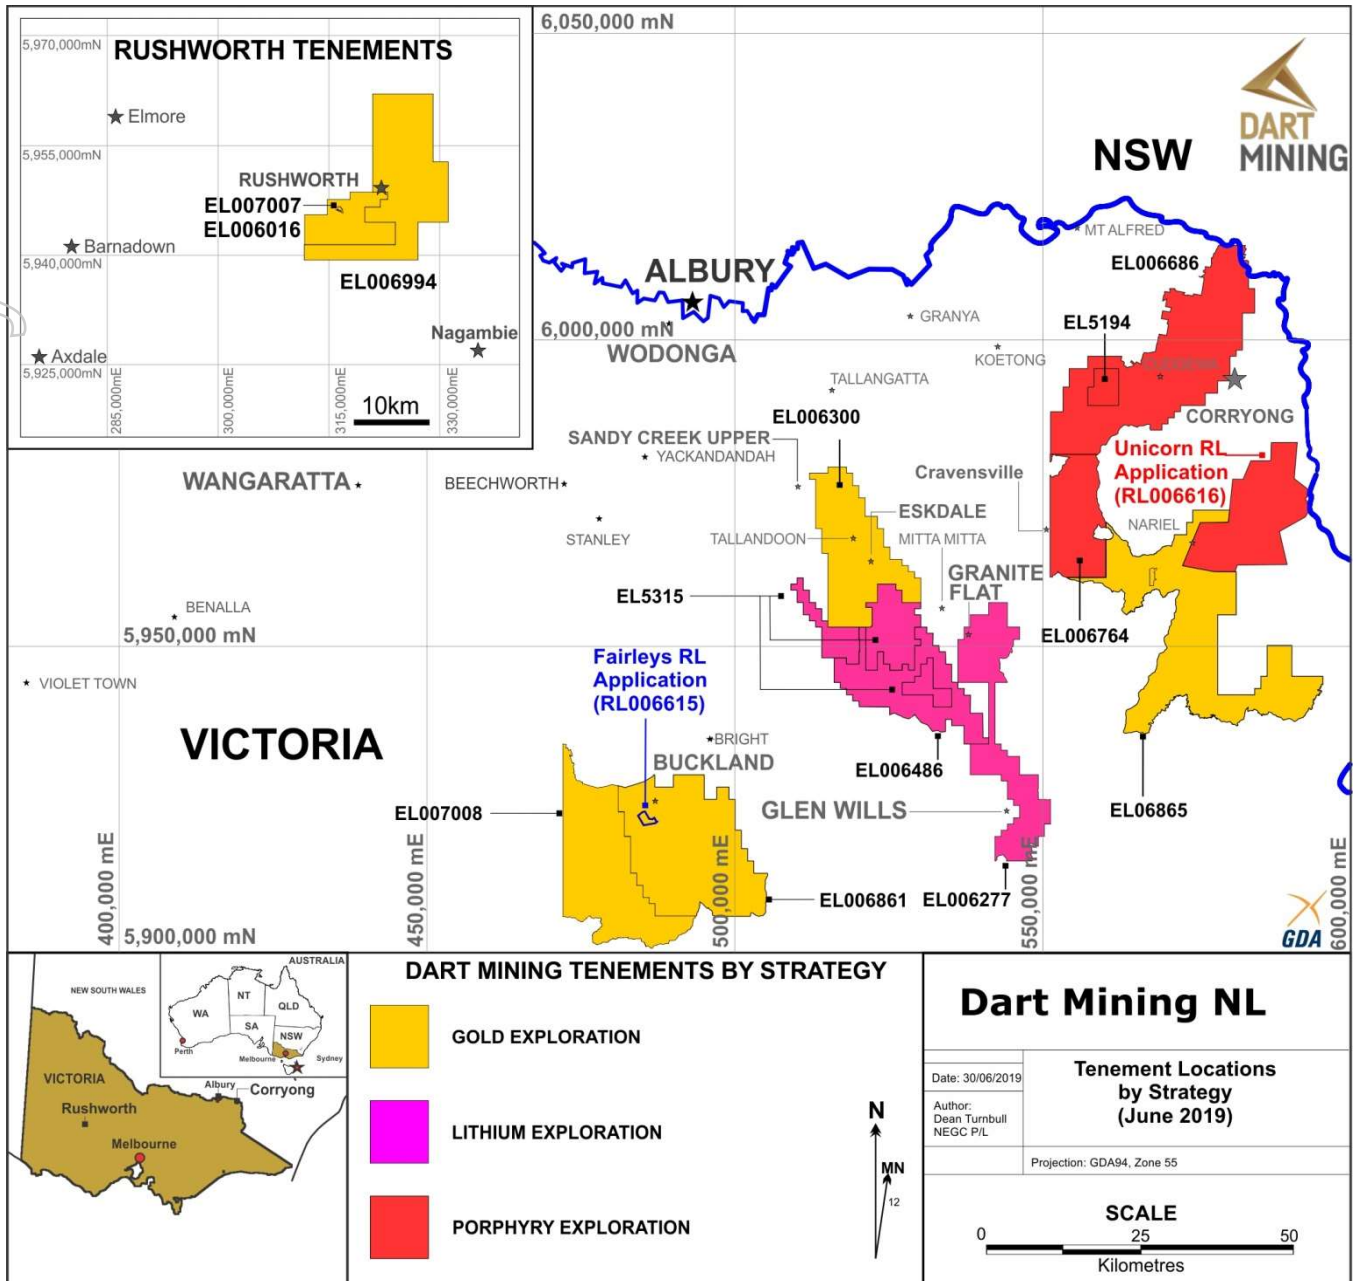 RUSHWORTH TENEMENTS
5,970,000mN
Elmore
5,955,000mN
RUSHWORTH
EL007007
EL006016
Barnadown
5,940,000mN
EL006994
Nagambie
Axdale
5,925,000mN
285,000mE
300,000mE
315,000mE
330,000mE
10km
6,050,000 mN
DART
MINING
NSW
MT ALFRED
EL006686
ALBURY
GRANYA
6,000,000 mN
WODONGA
EL5194
KOETONG
CUDGEWA
TALLANGATTA
CORRYONG
EL006300
SANDY CREEK UPPER
YACKANDANDAH
Unicorn RL
Application
(RL006616)
Cravensville
WANGARATTA
BEECHWORTH
ESKDALE
STANLEY
TALLANDOON
MITTA MITTA
NARIEL
GRANITE
FLAT
EL5315
BENALLA
5,950,000 mN
EL006764
Fairleys RL
Application
(RL006615)
VIOLET TOWN
VICTORIA
BRIGHT
BUCKLAND
EL006486
EL06865
EL007008
GLEN WILLS
EL006861
EL006277
400,000 mE
450,000 mE
500,000 mE
550,000 mE
600,000 mE
5,900,000 mN
GDA
NEW SOUTH WALES
AUSTRALIA
NT
QLD
WA
SA
NSW
Perth
Melbourne
Sydney
VICTORIA
Albury
Corryong
Rushworth
Melbourne
DART MINING TENEMENTS BY STRATEGY
GOLD EXPLORATION
LITHIUM EXPLORATION
PORPHYRY EXPLORATION
N
MN
12
Dart Mining NL
Date: 30/06/2019
Author:
Dean Turnbull
NEGC P/L
Tenement Locations
by Strategy
(June 2019)
Projection: GDA94, Zone 55
SCALE
0 25 50
Kilometres